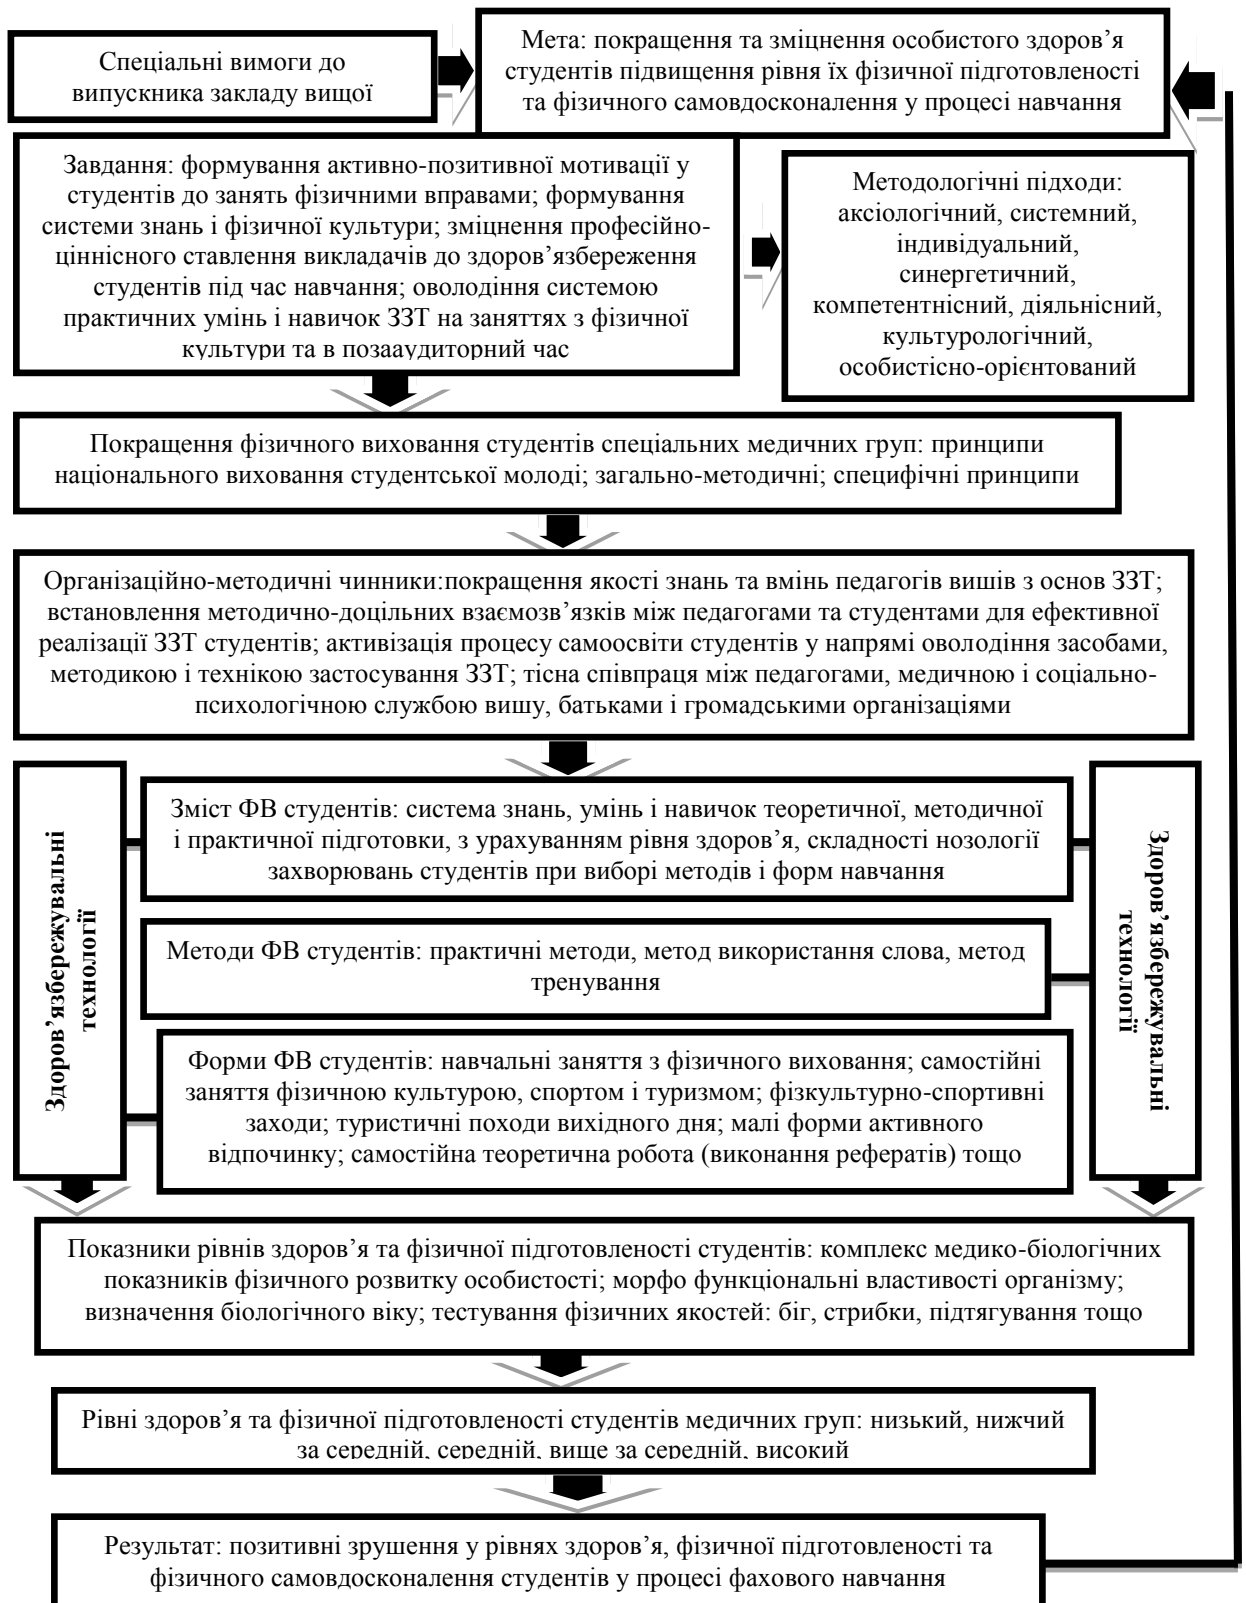 Спеціальні вимоги до
випускника закладу вищої
Мета: покращення та зміцнення особистого здоров’я
студентів підвищення рівня їх фізичної підготовленості
та фізичного самовдосконалення у процесі навчання
Завдання: формування активно-позитивної мотивації у
студентів до занять фізичними вправами; формування
системи знань і фізичної культури; зміцнення професійно-
ціннісного ставлення викладачів до здоров’язбереження
студентів під час навчання; оволодіння системою
практичних умінь і навичок ЗЗТ на заняттях з фізичної
культури та в позааудиторний час
Методологічні підходи:
аксіологічний, системний,
індивідуальний,
синергетичний,
компетентнісний, діяльнісний,
культурологічний,
особистісно-орієнтований
Покращення фізичного виховання студентів спеціальних медичних груп: принципи
національного виховання студентської молоді; загально-методичні; специфічні принципи
Організаційно-методичні чинники:покращення якості знань та вмінь педагогів вишів з основ ЗЗТ;
встановлення методично-доцільних взаємозв’язків між педагогами та студентами для ефективної
реалізації ЗЗТ студентів; активізація процесу самоосвіти студентів у напрямі оволодіння засобами,
методикою і технікою застосування ЗЗТ; тісна співпраця між педагогами, медичною і соціально-
психологічною службою вишу, батьками і громадськими організаціями
Здоров’язбережувальні
технології
Зміст ФВ студентів: система знань, умінь і навичок теоретичної, методичної
і практичної підготовки, з урахуванням рівня здоров’я, складності нозології
захворювань студентів при виборі методів і форм навчання
Методи ФВ студентів: практичні методи, метод використання слова, метод
тренування
Форми ФВ студентів: навчальні заняття з фізичного виховання; самостійні
заняття фізичною культурою, спортом і туризмом; фізкультурно-спортивні
заходи; туристичні походи вихідного дня; малі форми активного
відпочинку; самостійна теоретична робота (виконання рефератів) тощо
Здоров’язбережувальні
технології
Показники рівнів здоров’я та фізичної підготовленості студентів: комплекс медико-біологічних
показників фізичного розвитку особистості; морфо функціональні властивості організму;
визначення біологічного віку; тестування фізичних якостей: біг, стрибки, підтягування тощо
Рівні здоров’я та фізичної підготовленості студентів медичних груп: низький, нижчий
за середній, середній, вище за середній, високий
Результат: позитивні зрушення у рівнях здоров’я, фізичної підготовленості та
фізичного самовдосконалення студентів у процесі фахового навчання